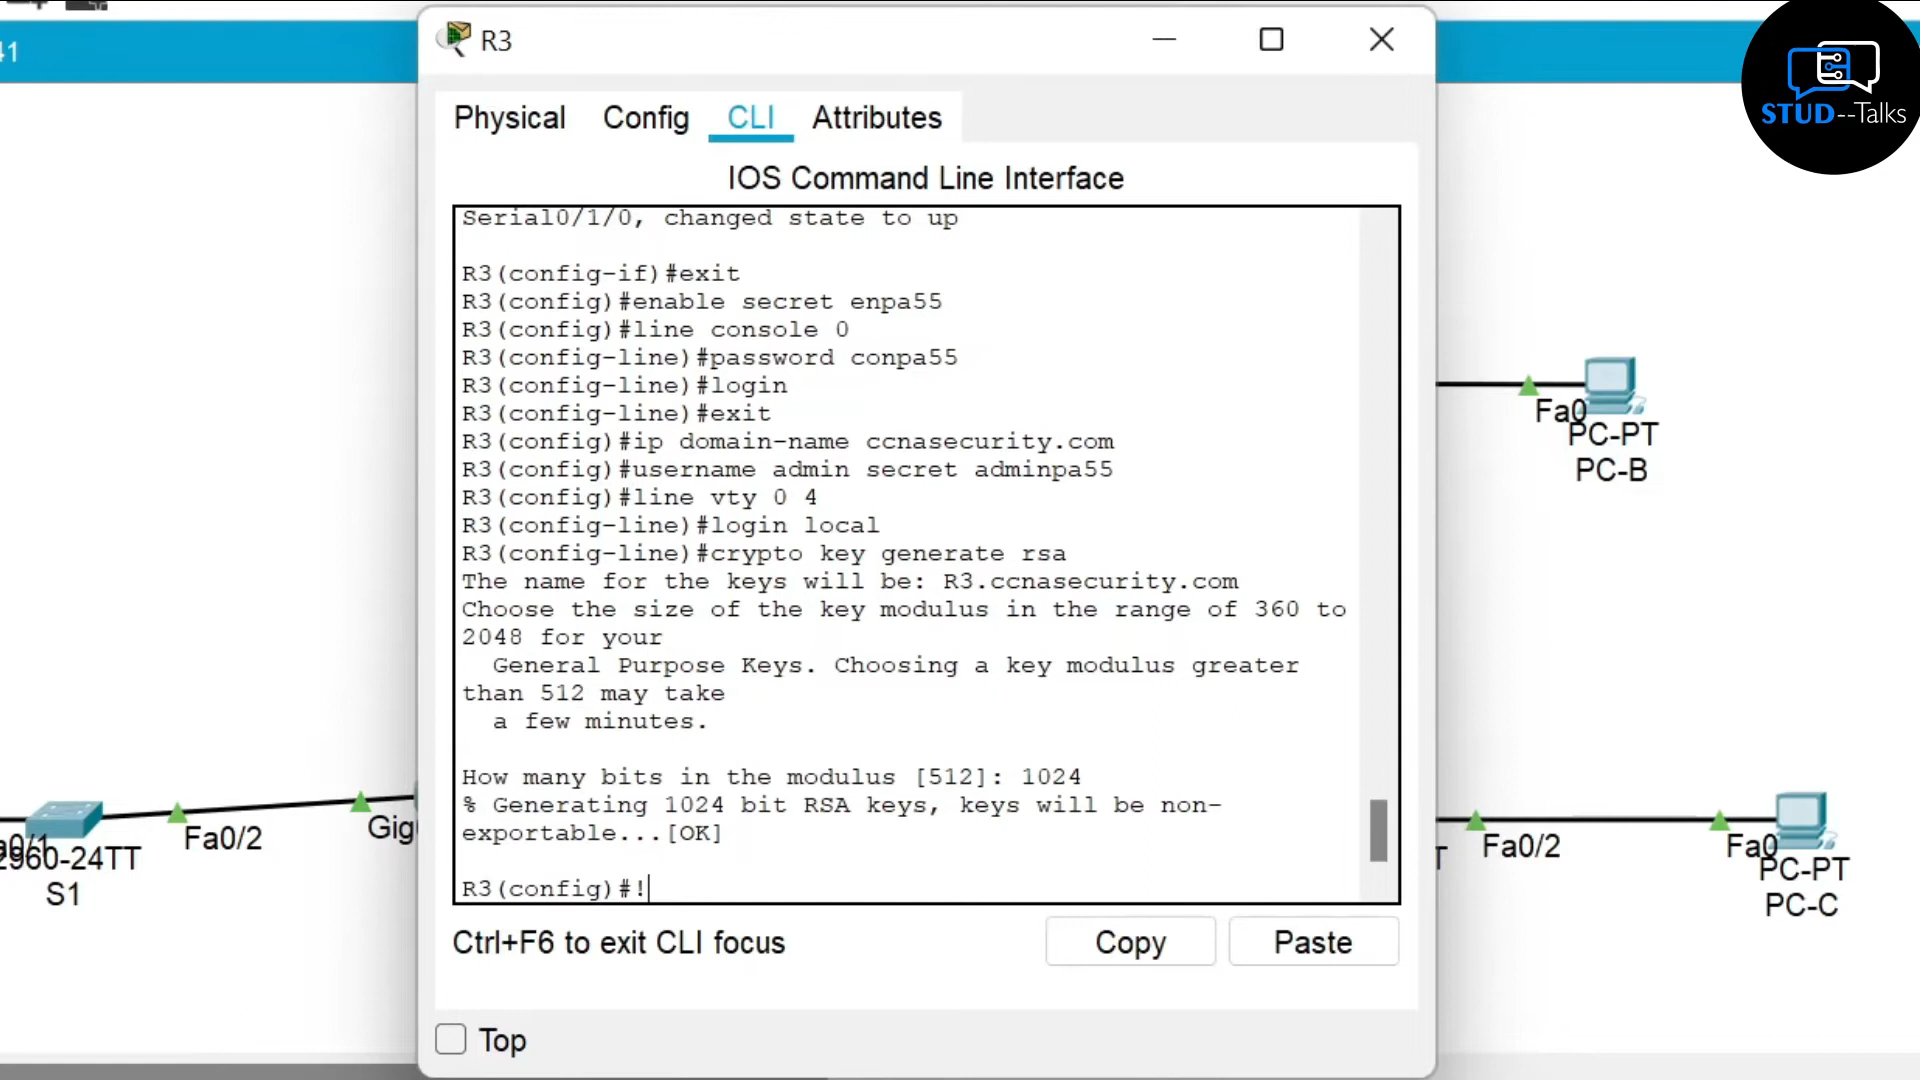 41
R3
STUD--Talks
Physical Config CLI Attributes
IOS Command Line Interface
Serial0/1/0, changed state to up
R3(config-if)#exit
R3(config)#enable secret enpa55
R3(config)#line console 0
R3(config-line)#password conpa55
R3(config-line)#login
R3(config-line)#exit
R3(config)#ip domain-name ccnasecurity.com
R3(config)#username admin secret adminpa55
R3(config)#line vty 0 4
R3(config-line)#login local
R3(config-line)#crypto key generate rsa
The name for the keys will be: R3.ccnasecurity.com
Choose the size of the key modulus in the range of 360 to
2048 for your
General Purpose Keys. Choosing a key modulus greater
than 512 may take
a few minutes.
How many bits in the modulus [512]: 1024
% Generating 1024 bit RSA keys, keys will be non-
exportable...[OK]
R3(config)#!
Ctrl+F6 to exit CLI focus
Copy
Paste
Top
Fa0
PC-PT
PC-B
Fa0/2
Gig
2960-24TT
S1
Fa0/2
Fa0
PC-PT
PC-C